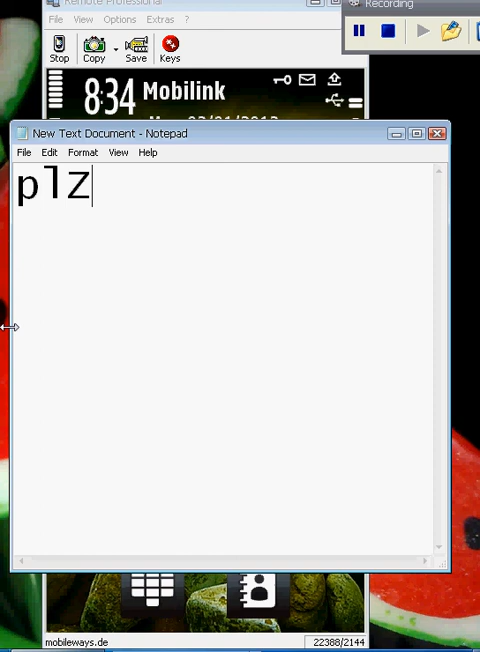 Remote Professional
Recording
File View Options Extras ?
Stop Copy Save Keys
8:34 Mobilink
New Text Document - Notepad
File Edit Format View Help
plz
mobileways.de
22388/2144